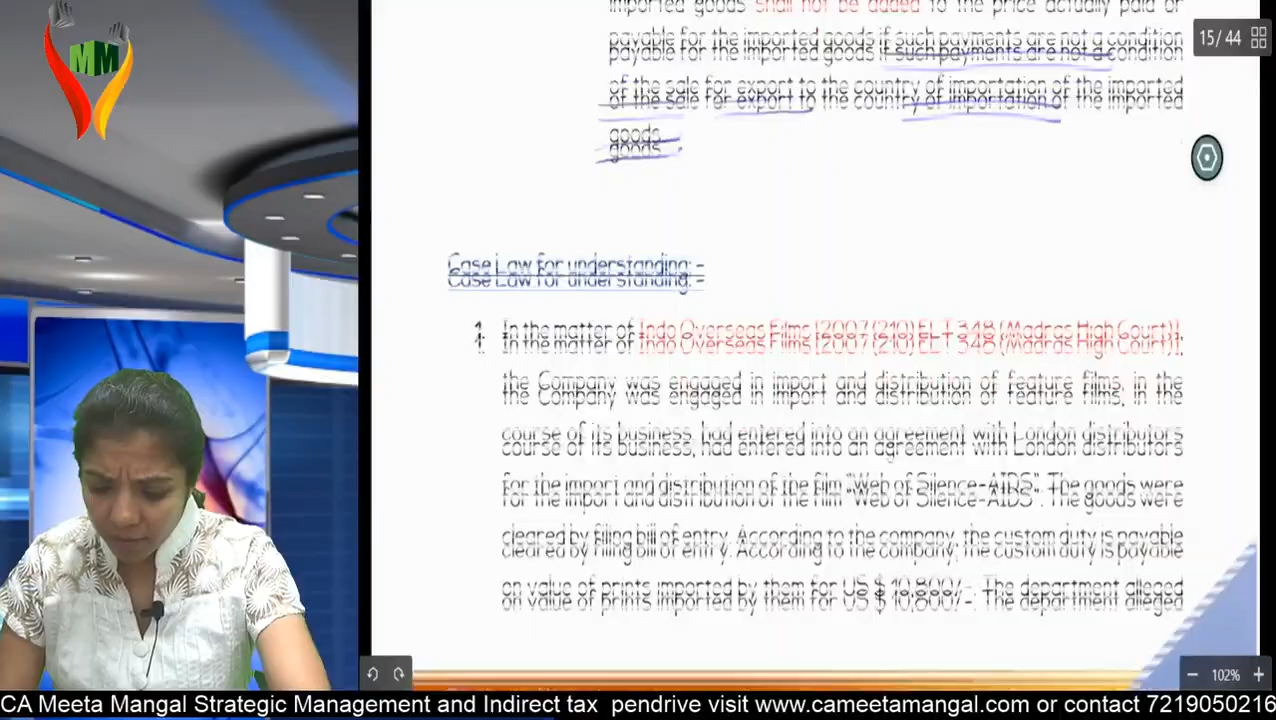 MM
imported goods shall not be added to the price actually paid or
payable for the imported goods if such payments are not a condition
of the sale for export to the country of importation of the imported
goods.
15/44
Case Law for understanding: -
1. In the matter of Indo Overseas Films [2007 (210) ELT 348 (Madras High Court)];
the Company was engaged in import and distribution of feature films, in the
course of its business, had entered into an agreement with London distributors
for the import and distribution of the film "Web of Silence-AIDS". The goods were
cleared by filing bill of entry. According to the company, the custom duty is payable
on value of prints imported by them for US $ 10,800/-. The department alleged
102%
CA Meeta Mangal Strategic Management and Indirect tax pendrive visit www.cameetamangal.com or contact 7219050216